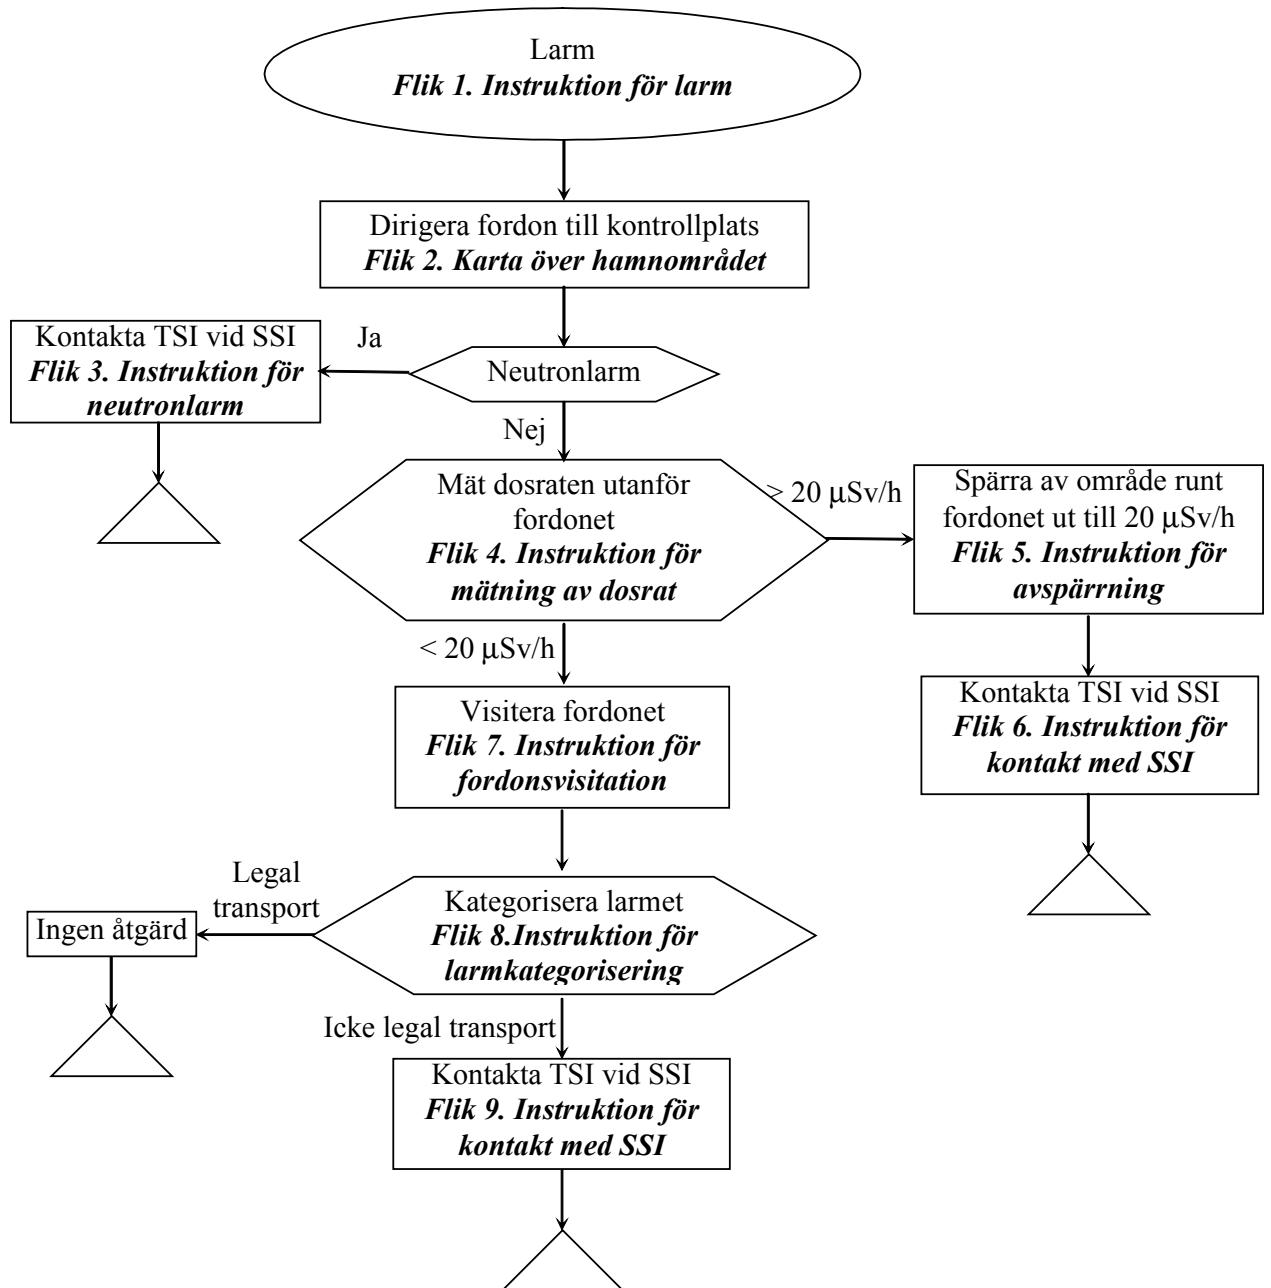 Larm
Flik 1. Instruktion för larm
Dirigera fordon till kontrollplats
Flik 2. Karta över hamnområdet
Kontakta TSI vid SSI
Flik 3. Instruktion för
neutronlarm
Ja
Neutronlarm
Nej
Mät dosraten utanför
fordonet
Flik 4. Instruktion för
mätning av dosrat
> 20 μSv/h
Spärra av område runt
fordonet ut till 20 μSv/h
Flik 5. Instruktion för
avspärrning
< 20 μSv/h
Kontakta TSI vid SSI
Flik 6. Instruktion för
kontakt med SSI
Visitera fordonet
Flik 7. Instruktion för
fordonsvisitation
Legal
transport
Ingen åtgärd
Kategorisera larmet
Flik 8.Instruktion för
larmkategorisering
Icke legal transport
Kontakta TSI vid SSI
Flik 9. Instruktion för
kontakt med SSI